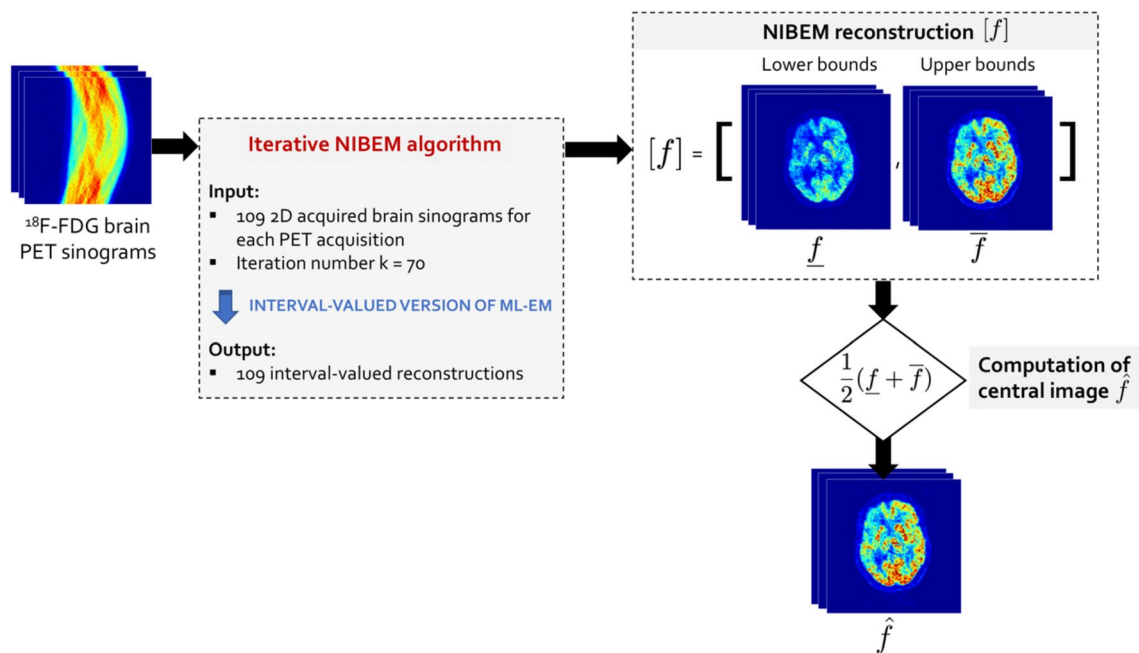 ¹⁸F-FDG brain
PET sinograms
Iterative NIBEM algorithm
Input:
▪ 109 2D acquired brain sinograms for
each PET acquisition
▪ Iteration number k = 70
INTERVAL-VALUED VERSION OF ML-EM
Output:
▪ 109 interval-valued reconstructions
NIBEM reconstruction [f]
Lower bounds
Upper bounds
[f] = [ , ]
f̲
f̅
½(f̲ + f̅)
Computation of
central image f̂
f̂